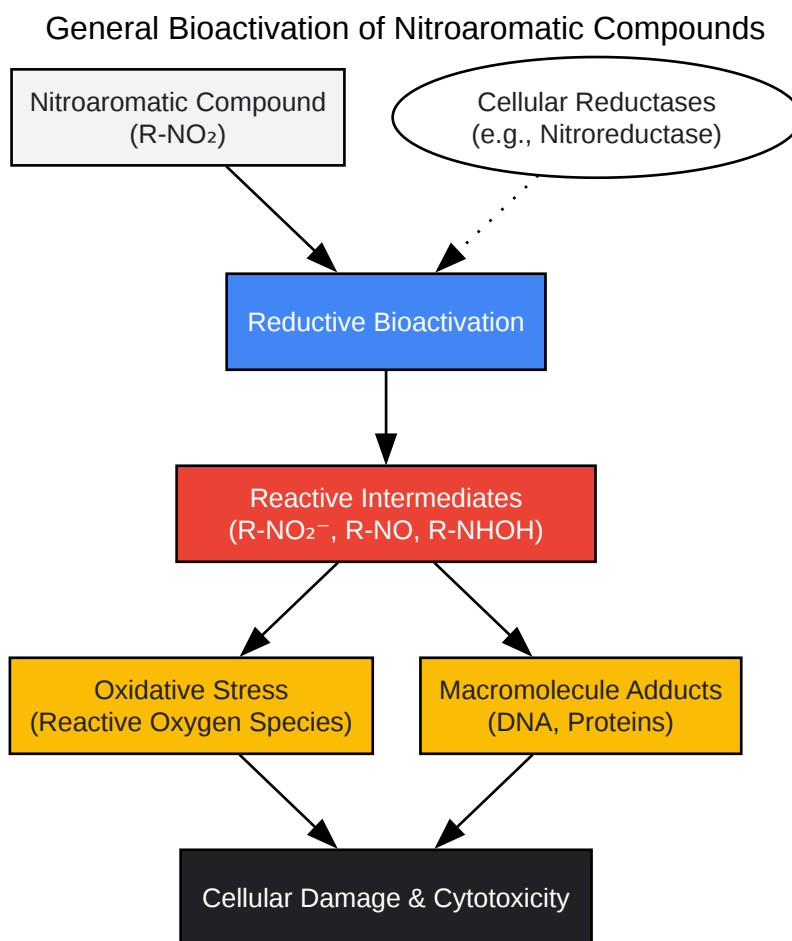 General Bioactivation of Nitroaromatic Compounds
Nitroaromatic Compound
(R-NO₂)
Cellular Reductases
(e.g., Nitroreductase)
Reductive Bioactivation
Reactive Intermediates
(R-NO₂⁻, R-NO, R-NHOH)
Oxidative Stress
(Reactive Oxygen Species)
Macromolecule Adducts
(DNA, Proteins)
Cellular Damage & Cytotoxicity